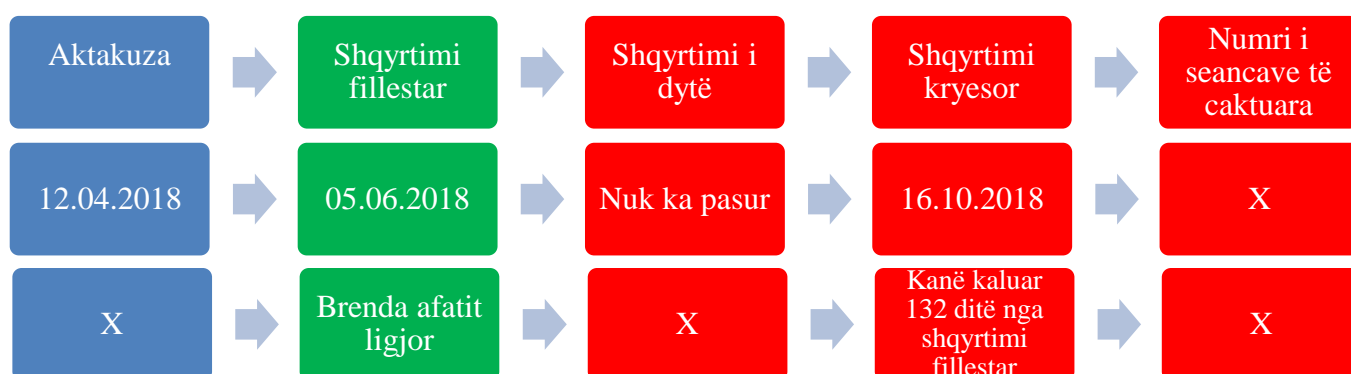 Aktakuza
Shqyrtimi
fillestar
Shqyrtimi i
dytë
Shqyrtimi
kryesor
Numri i
seancave të
caktuara
12.04.2018
05.06.2018
Nuk ka pasur
16.10.2018
X
X
Brenda afatit
ligjor
X
Kanë kaluar
132 ditë nga
shqyrtimi
fillestar
X